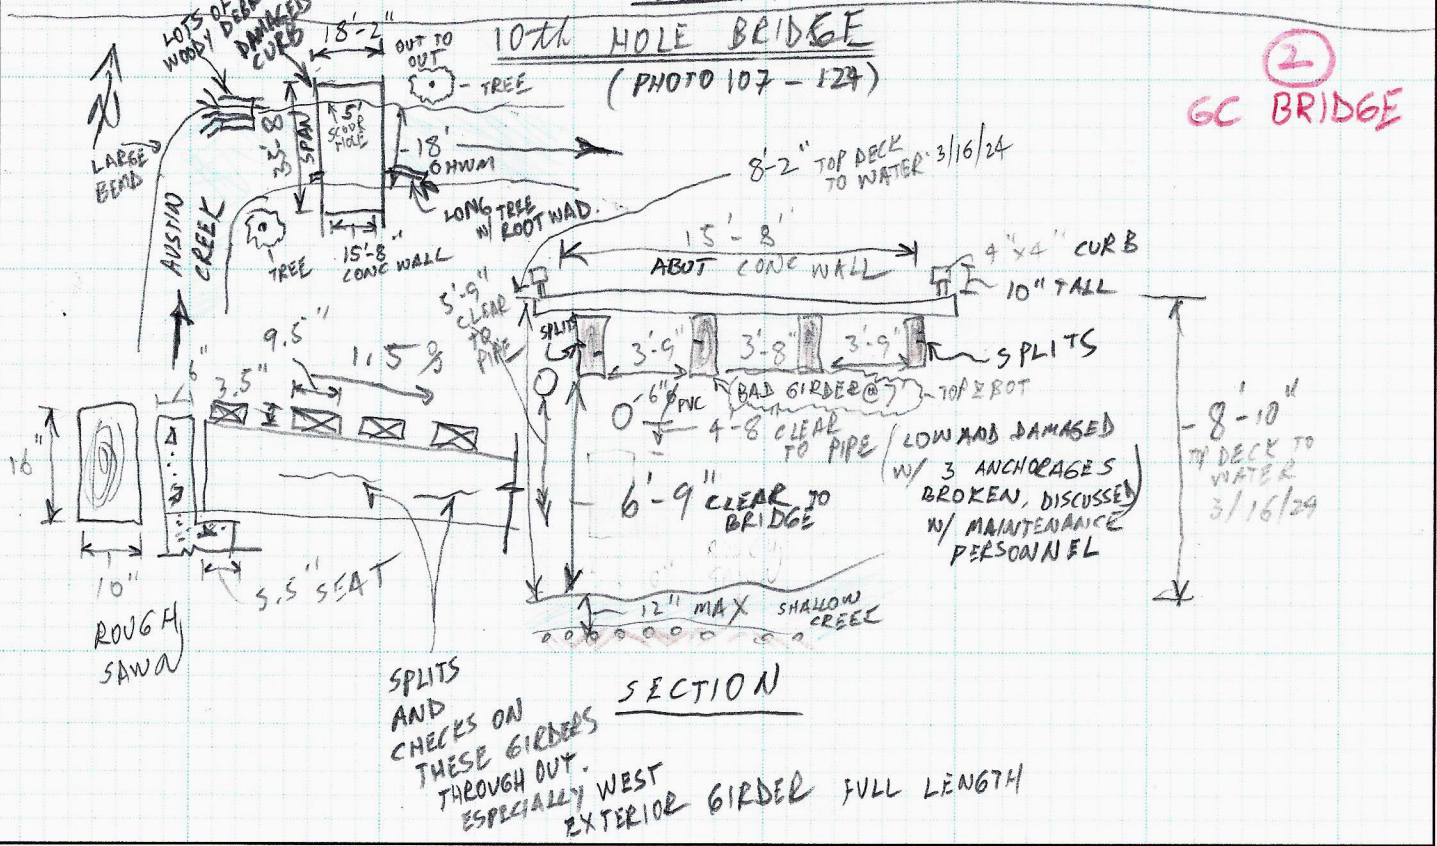 10th HOLE BRIDGE
(PHOTO 107 - 124)
2
GC BRIDGE
LOTS OF
WOODY
DAMAGED
CURB
18'-2"
OUT TO
OUT
TREE
N
LARGE
BEND
SPAN
5'
SCOUR
HOLE
18'
OHWM
LONG TREE
W/ ROOT WAD.
AUSTIN
CREEK
TREE
15'-8"
CONC WALL
8'-2" TOP DECK
TO WATER 3/16/24
15'-8"
ABUT CONC WALL
4"x4" CURB
10" TALL
5'-9"
CLEAR
TO
PIPE
SPLIT
3'-9"
3'-8"
3'-9"
SPLITS
6"Ø
PVC
BAD GIRDER @
TOP & BOT
4'-8 CLEAR
TO PIPE
(LOW AND DAMAGED
W/ 3 ANCHORAGES
BROKEN, DISCUSSED)
W/ MAINTENANCE
PERSONNEL
6'-9" CLEAR TO
BRIDGE
8'-10"
TOP DECK TO
WATER
3/16/24
12" MAX
SHALLOW
CREEK
SECTION
9.5"
6"
3.5"
16"
10"
ROUGH
SAWN
5.5" SEAT
SPLITS
AND
CHECKS ON
THESE GIRDERS
THROUGH OUT.
ESPECIALLY WEST
EXTERIOR GIRDER FULL LENGTH